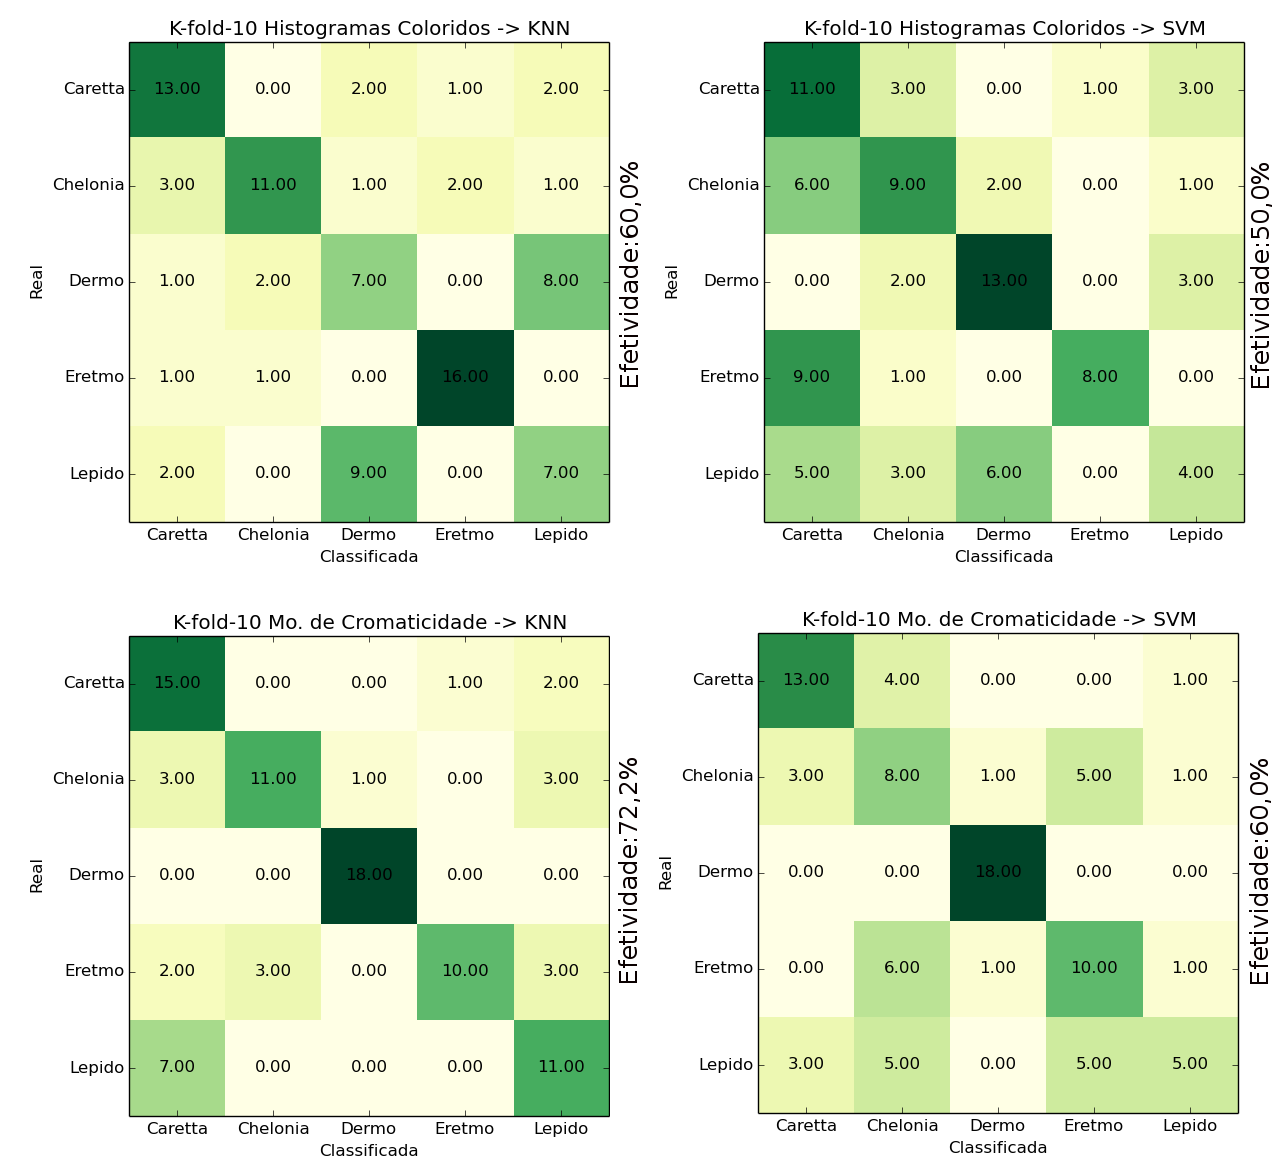 K-fold-10 Histogramas Coloridos -> KNN
Caretta 13.00 0.00 2.00 1.00 2.00
Chelonia 3.00 11.00 1.00 2.00 1.00
Dermo 1.00 2.00 7.00 0.00 8.00
Eretmo 1.00 1.00 0.00 16.00 0.00
Lepido 2.00 0.00 9.00 0.00 7.00
Caretta Chelonia Dermo Eretmo Lepido
Classificada
Real
Efetividade:60,0%
K-fold-10 Histogramas Coloridos -> SVM
Caretta 11.00 3.00 0.00 1.00 3.00
Chelonia 6.00 9.00 2.00 0.00 1.00
Dermo 0.00 2.00 13.00 0.00 3.00
Eretmo 9.00 1.00 0.00 8.00 0.00
Lepido 5.00 3.00 6.00 0.00 4.00
Caretta Chelonia Dermo Eretmo Lepido
Classificada
Real
Efetividade:50,0%
K-fold-10 Mo. de Cromaticidade -> KNN
Caretta 15.00 0.00 0.00 1.00 2.00
Chelonia 3.00 11.00 1.00 0.00 3.00
Dermo 0.00 0.00 18.00 0.00 0.00
Eretmo 2.00 3.00 0.00 10.00 3.00
Lepido 7.00 0.00 0.00 0.00 11.00
Caretta Chelonia Dermo Eretmo Lepido
Classificada
Real
Efetividade:72,2%
K-fold-10 Mo. de Cromaticidade -> SVM
Caretta 13.00 4.00 0.00 0.00 1.00
Chelonia 3.00 8.00 1.00 5.00 1.00
Dermo 0.00 0.00 18.00 0.00 0.00
Eretmo 0.00 6.00 1.00 10.00 1.00
Lepido 3.00 5.00 0.00 5.00 5.00
Caretta Chelonia Dermo Eretmo Lepido
Classificada
Real
Efetividade:60,0%